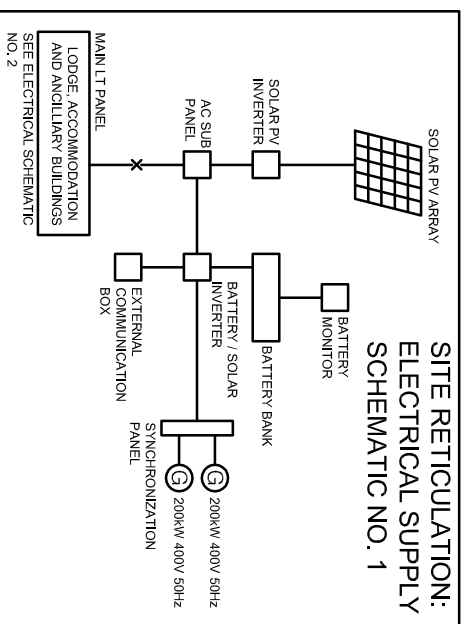 SITE RETICULATION:
ELECTRICAL SUPPLY
SCHEMATIC NO. 1
SOLAR PV ARRAY
BATTERY
MONITOR
SOLAR PV
INVERTER
BATTERY BANK
AC SUB
PANEL
BATTERY / SOLAR
INVERTER
SYNCHRONIZATION
PANEL
G 200kW 400V 50Hz
G 200kW 400V 50Hz
EXTERNAL
COMMUNICATION
BOX
MAIN LT PANEL
LODGE, ACCOMMODATION
AND ANCILLIARY BUILDINGS
SEE ELECTRICAL SCHEMATIC
NO. 2